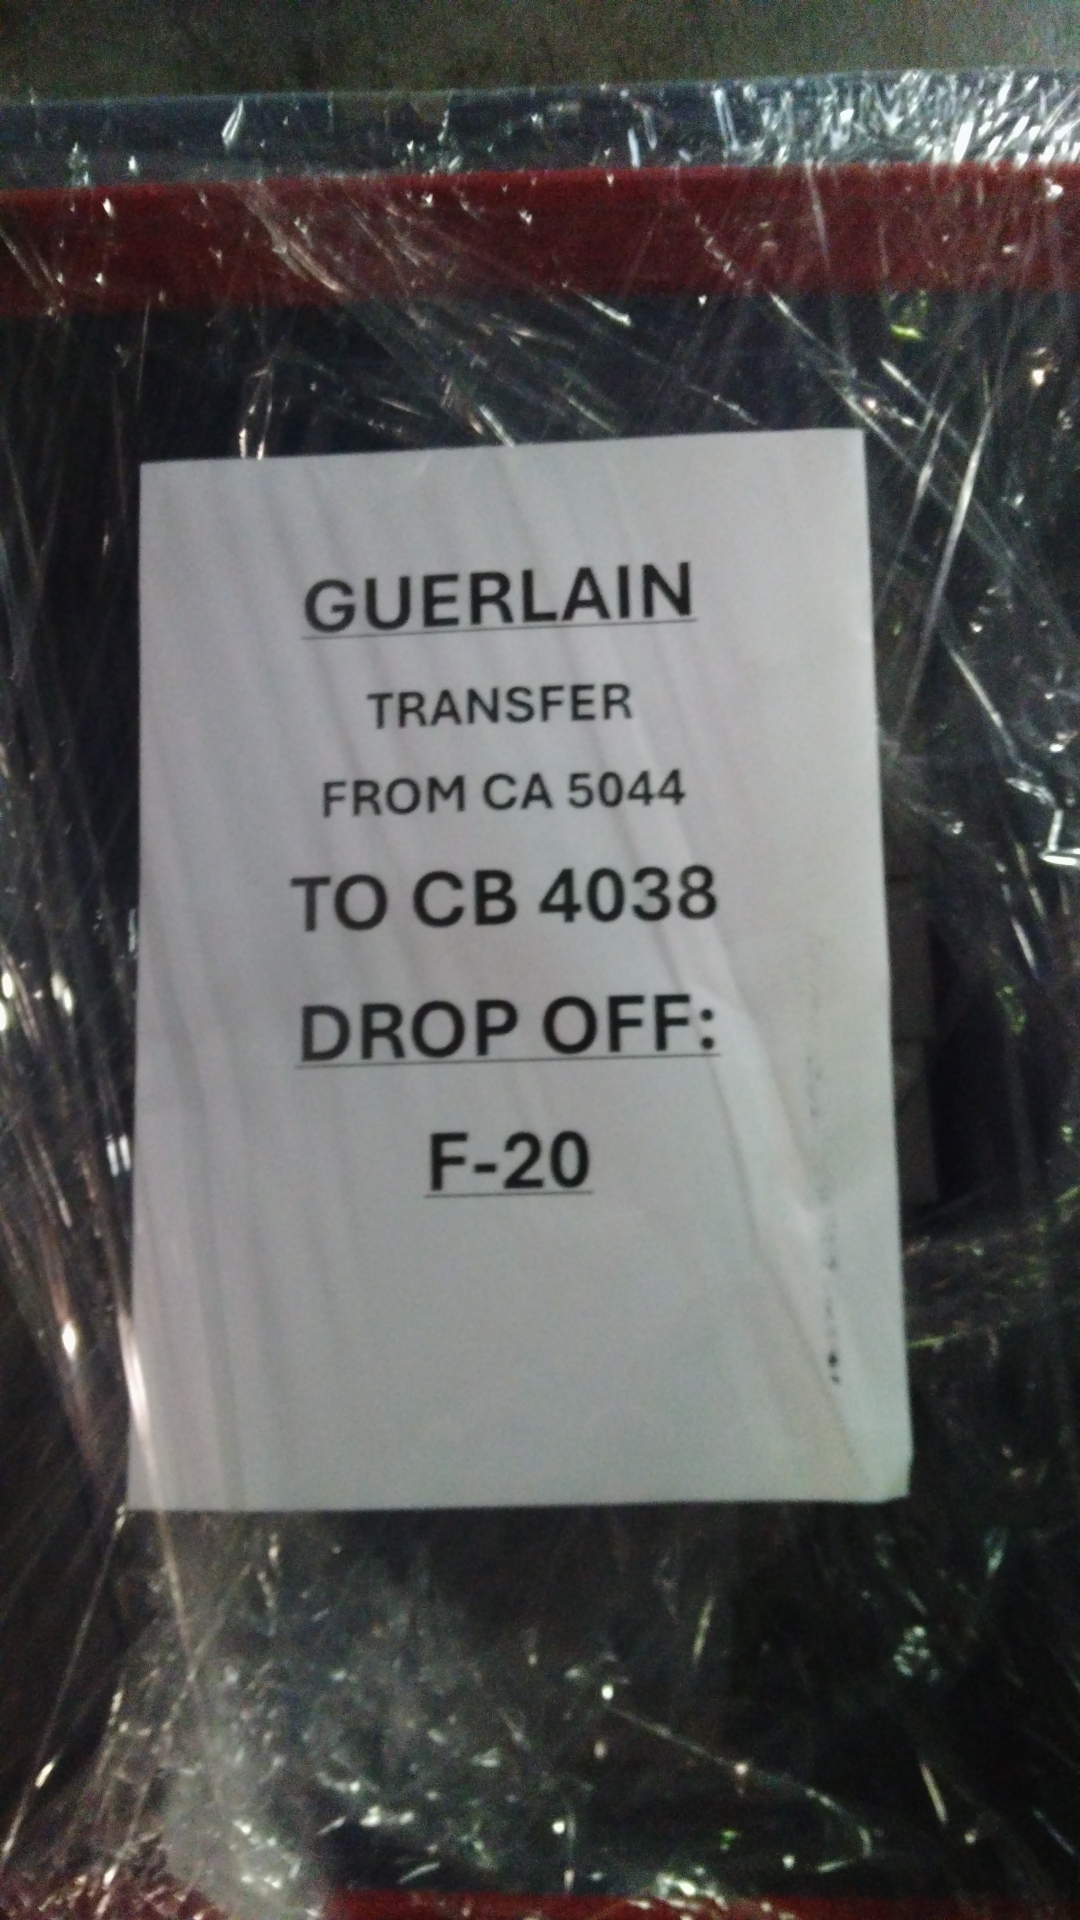 GUERLAIN
TRANSFER
FROM CA 5044
TO CB 4038
DROP OFF:
F-20